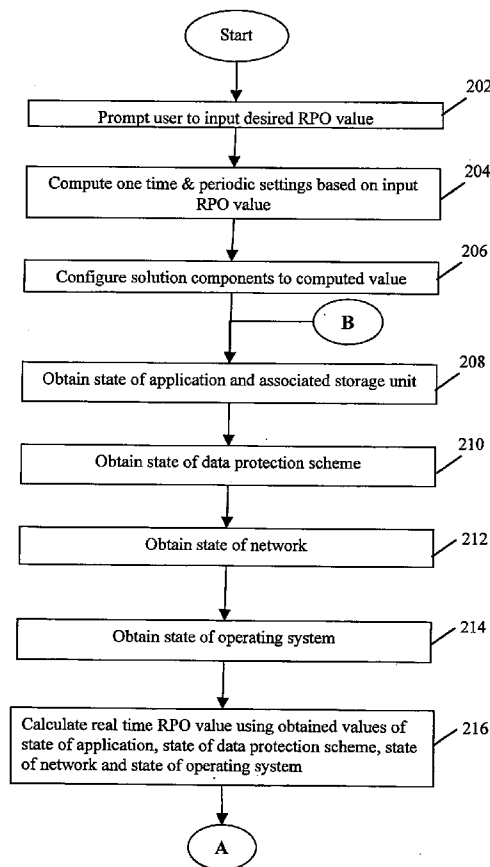 Start
202
Prompt user to input desired RPO value
204
Compute one time & periodic settings based on input
RPO value
206
Configure solution components to computed value
B
208
Obtain state of application and associated storage unit
210
Obtain state of data protection scheme
212
Obtain state of network
214
Obtain state of operating system
216
Calculate real time RPO value using obtained values of
state of application, state of data protection scheme, state
of network and state of operating system
A